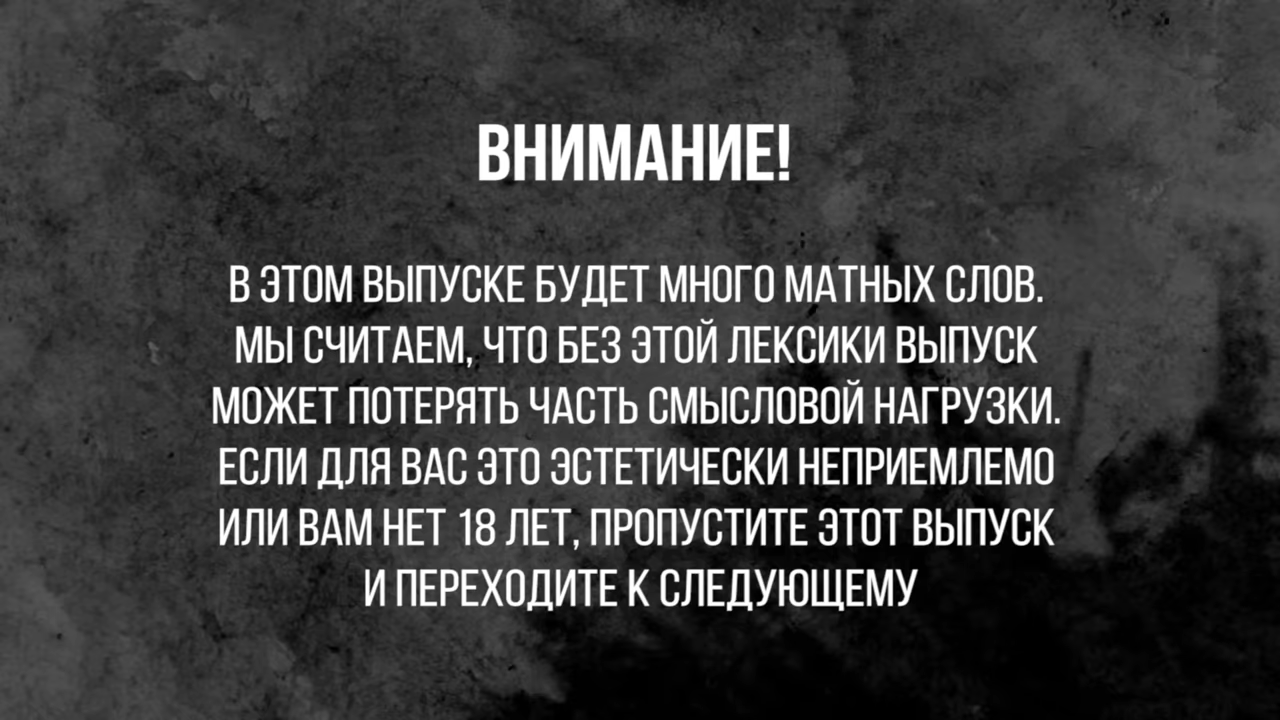 ВНИМАНИЕ!
В ЭТОМ ВЫПУСКЕ БУДЕТ МНОГО МАТНЫХ СЛОВ.
МЫ СЧИТАЕМ, ЧТО БЕЗ ЭТОЙ ЛЕКСИКИ ВЫПУСК
МОЖЕТ ПОТЕРЯТЬ ЧАСТЬ СМЫСЛОВОЙ НАГРУЗКИ.
ЕСЛИ ДЛЯ ВАС ЭТО ЭСТЕТИЧЕСКИ НЕПРИЕМЛЕМО
ИЛИ ВАМ НЕТ 18 ЛЕТ, ПРОПУСТИТЕ ЭТОТ ВЫПУСК
И ПЕРЕХОДИТЕ К СЛЕДУЮЩЕМУ